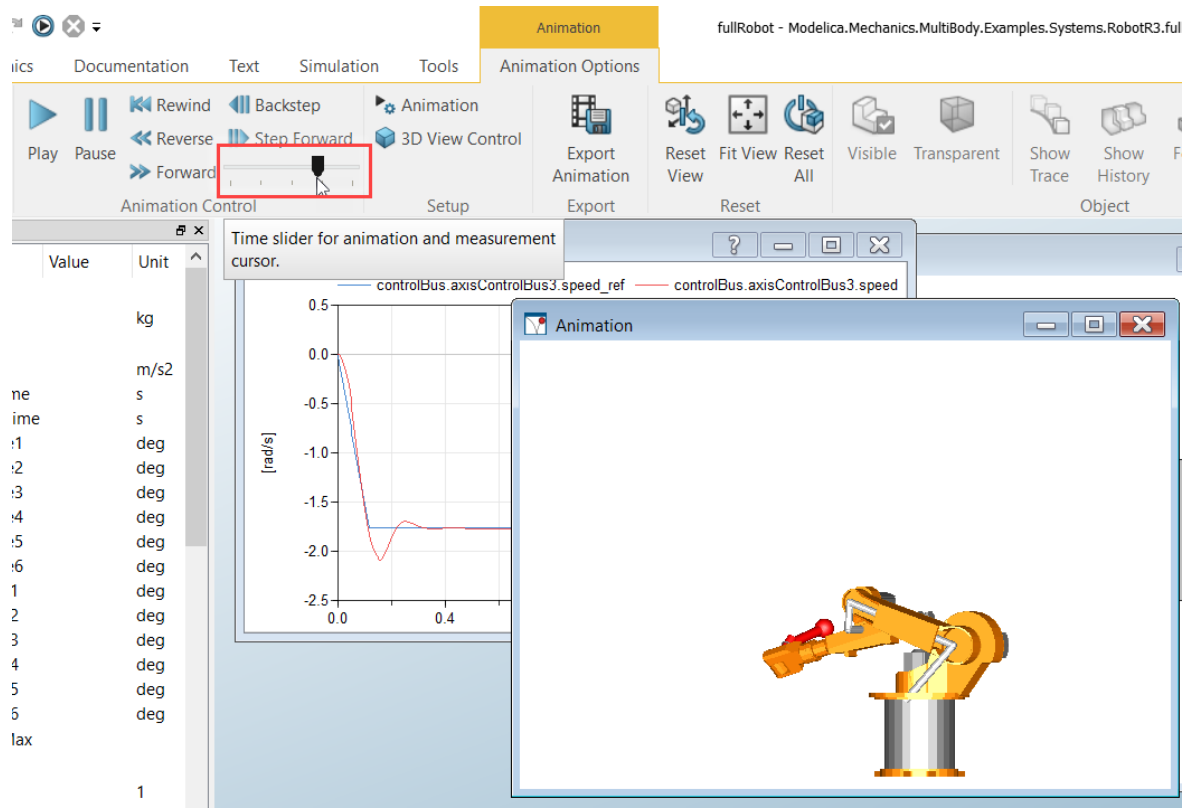 Animation
fullRobot - Modelica.Mechanics.MultiBody.Examples.Systems.RobotR3.full
Documentation Text Simulation Tools Animation Options
Rewind Backstep Animation
Reverse Step Forward 3D View Control
Play Pause Forward
Export Animation
Reset View
Fit View
Reset All
Visible
Transparent
Show Trace
Show History
Animation Control Setup Export Reset Object
Time slider for animation and measurement
cursor.
Value Unit
kg
m/s2
s
s
deg
deg
deg
deg
deg
deg
deg
deg
deg
deg
deg
deg
1
controlBus.axisControlBus3.speed_ref controlBus.axisControlBus3.speed
0.5
0.0
-0.5
-1.0
-1.5
-2.0
-2.5
[rad/s]
0.0 0.4
Animation